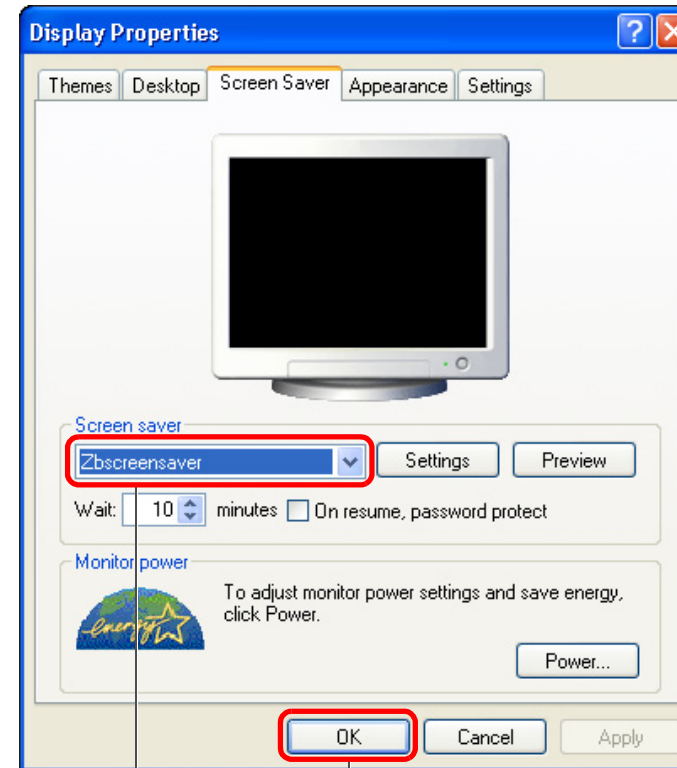 Display Properties ?
Themes Desktop Screen Saver Appearance Settings
Screen saver
Zbscreensaver Settings Preview
Wait: 10 minutes On resume, password protect
Monitor power
To adjust monitor power settings and save energy,
click Power.
energy
Power...
OK Cancel Apply